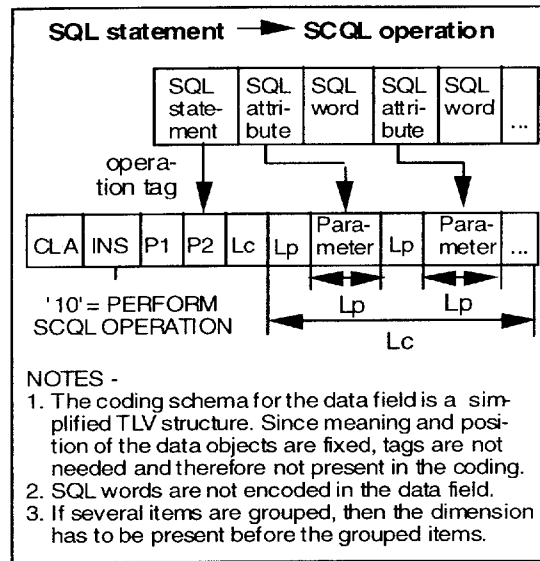 SQL statement → SCQL operation
SQL state- ment
SQL attri- bute
SQL word
SQL attri- bute
SQL word
...
opera-
tion tag
CLA INS P1 P2 Lc Lp Para- meter Lp Para- meter ...
'10'= PERFORM
SCQL OPERATION
Lp Lp
Lc
NOTES -
1. The coding schema for the data field is a sim-
plified TLV structure. Since meaning and posi-
tion of the data objects are fixed, tags are not
needed and therefore not present in the coding.
2. SQL words are not encoded in the data field.
3. If several items are grouped, then the dimension
has to be present before the grouped items.